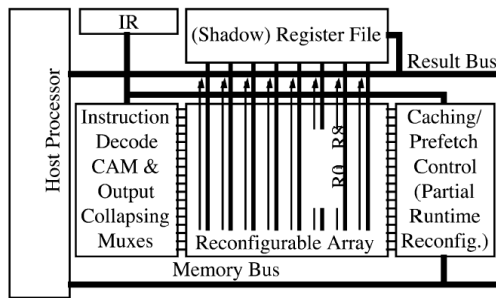 IR
(Shadow) Register File
Result Bus
Host Processor
Instruction
Decode
CAM &
Output
Collapsing
Muxes
R0
R8
Reconfigurable Array
Caching/
Prefetch
Control
(Partial
Runtime
Reconfig.)
Memory Bus